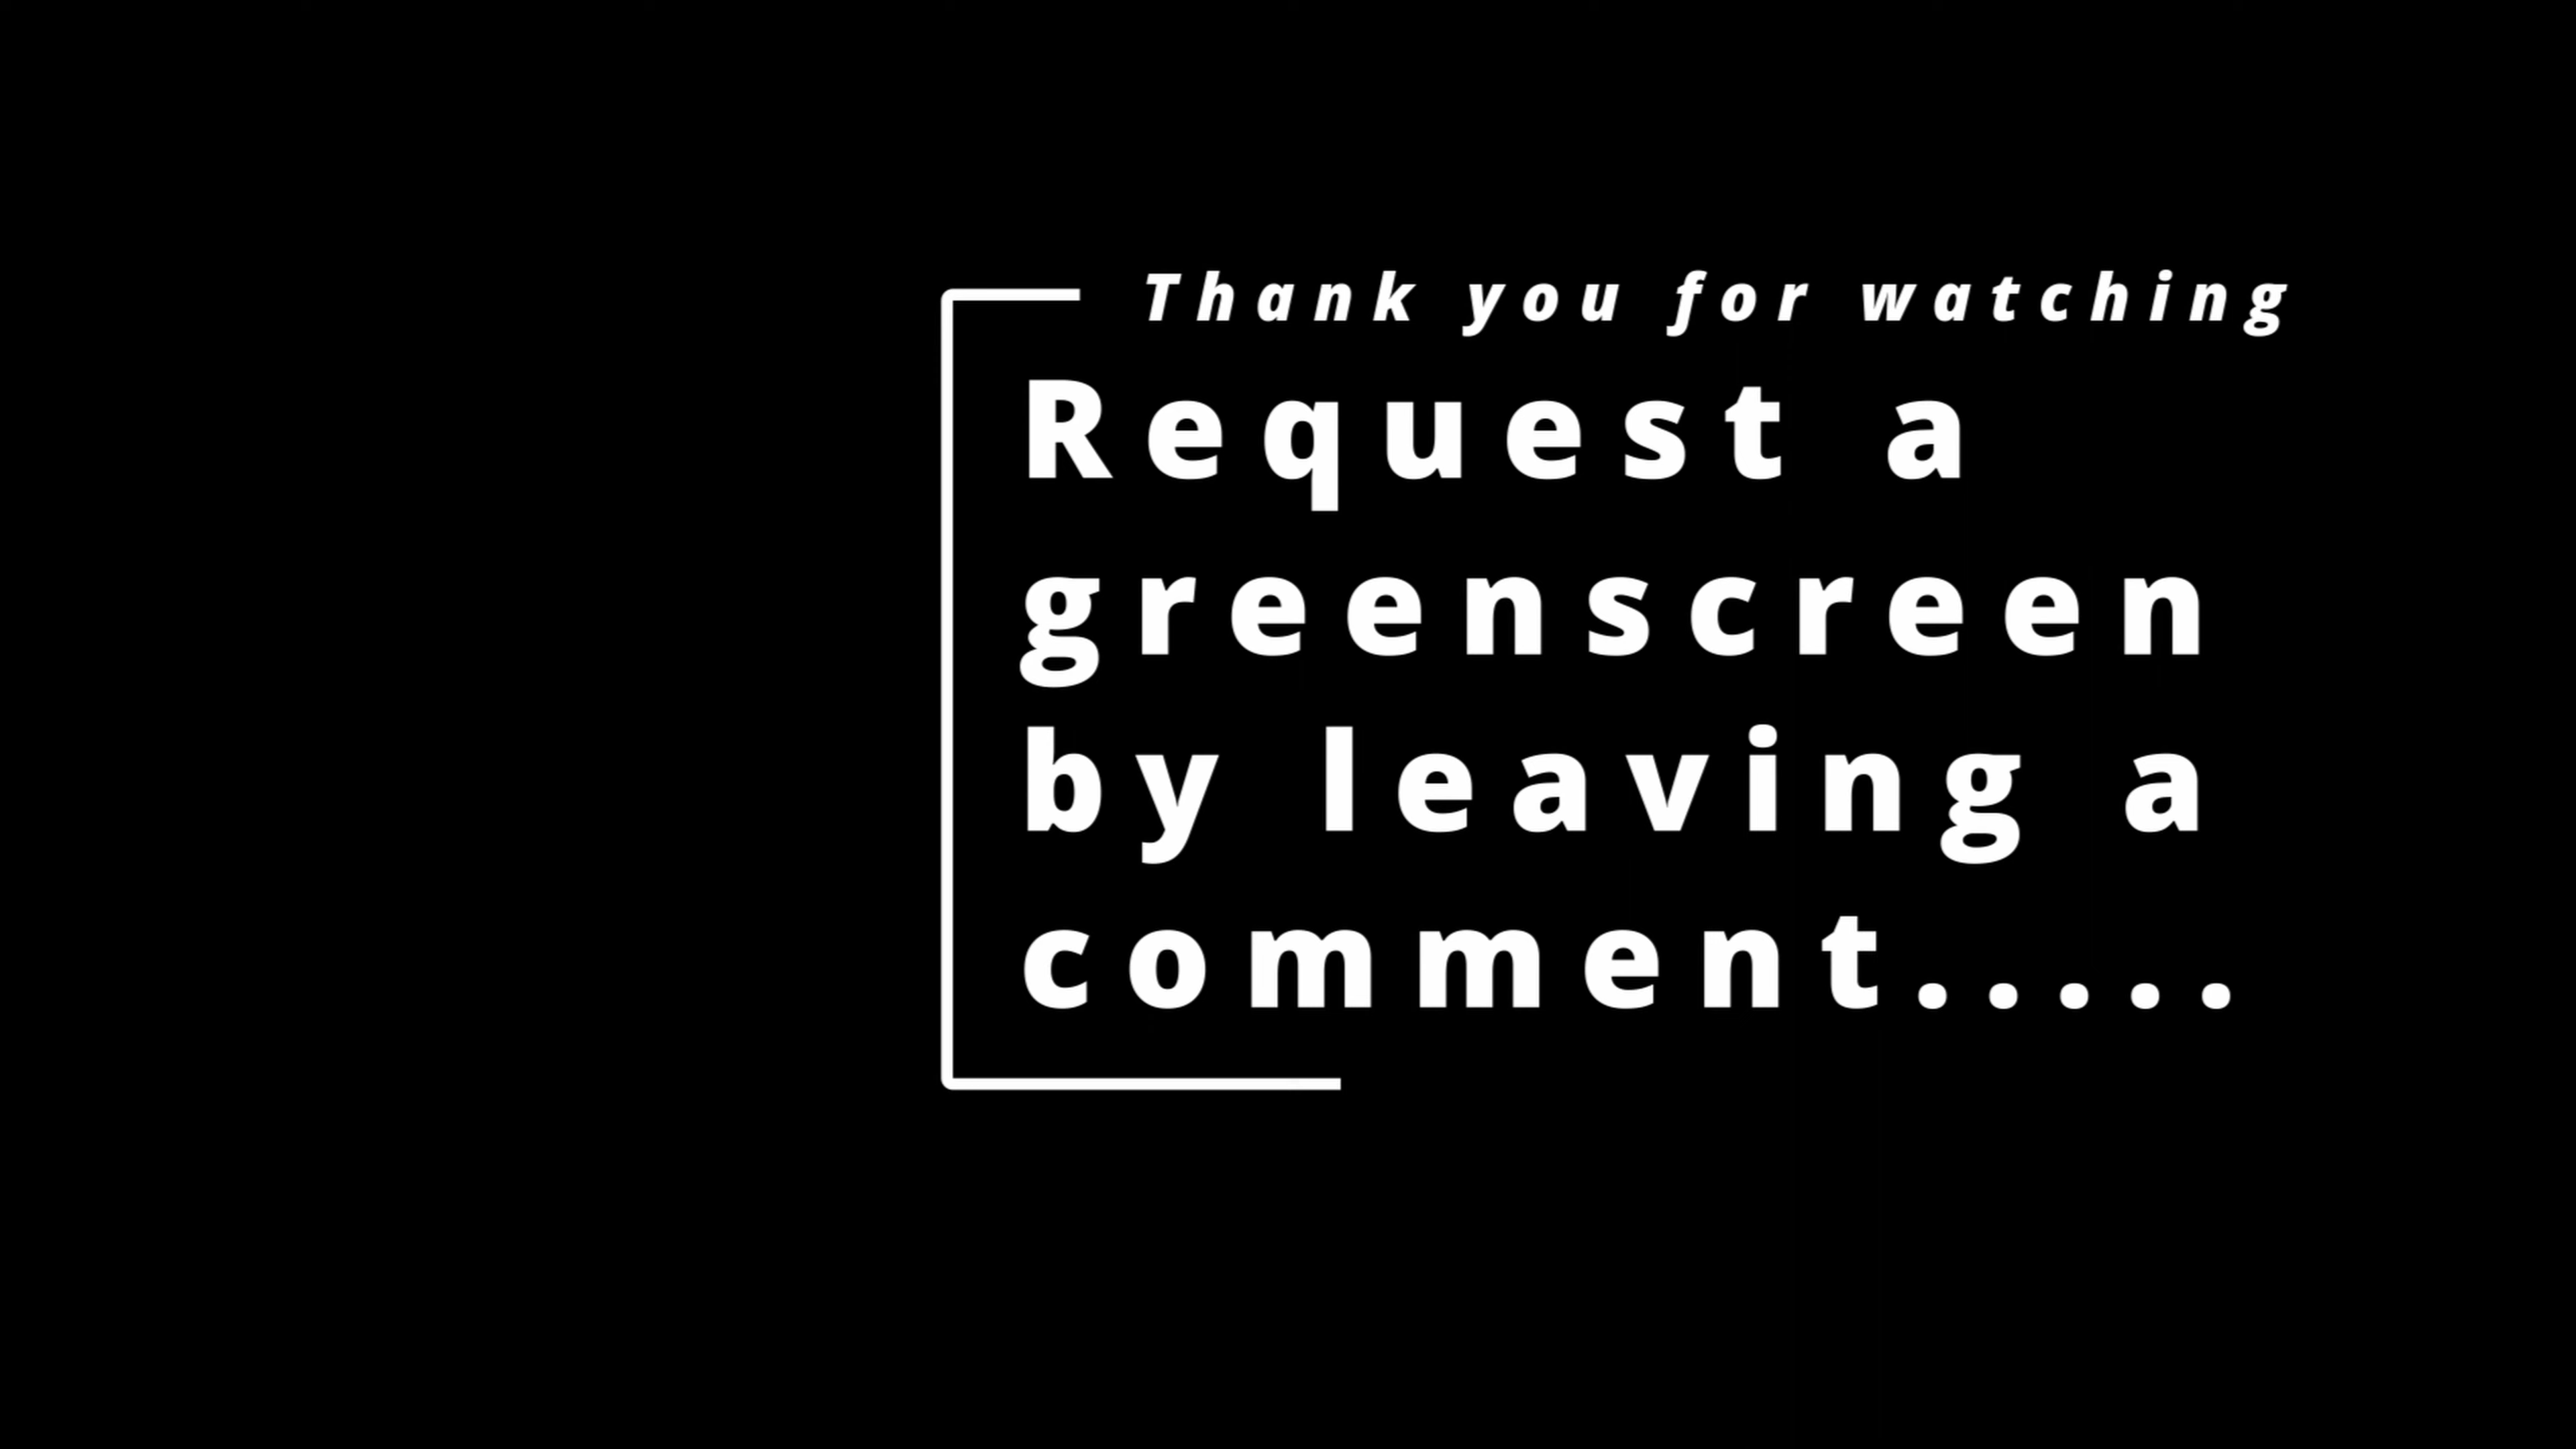 Thank you for watching
Request a
greenscreen
by leaving a
comment.....